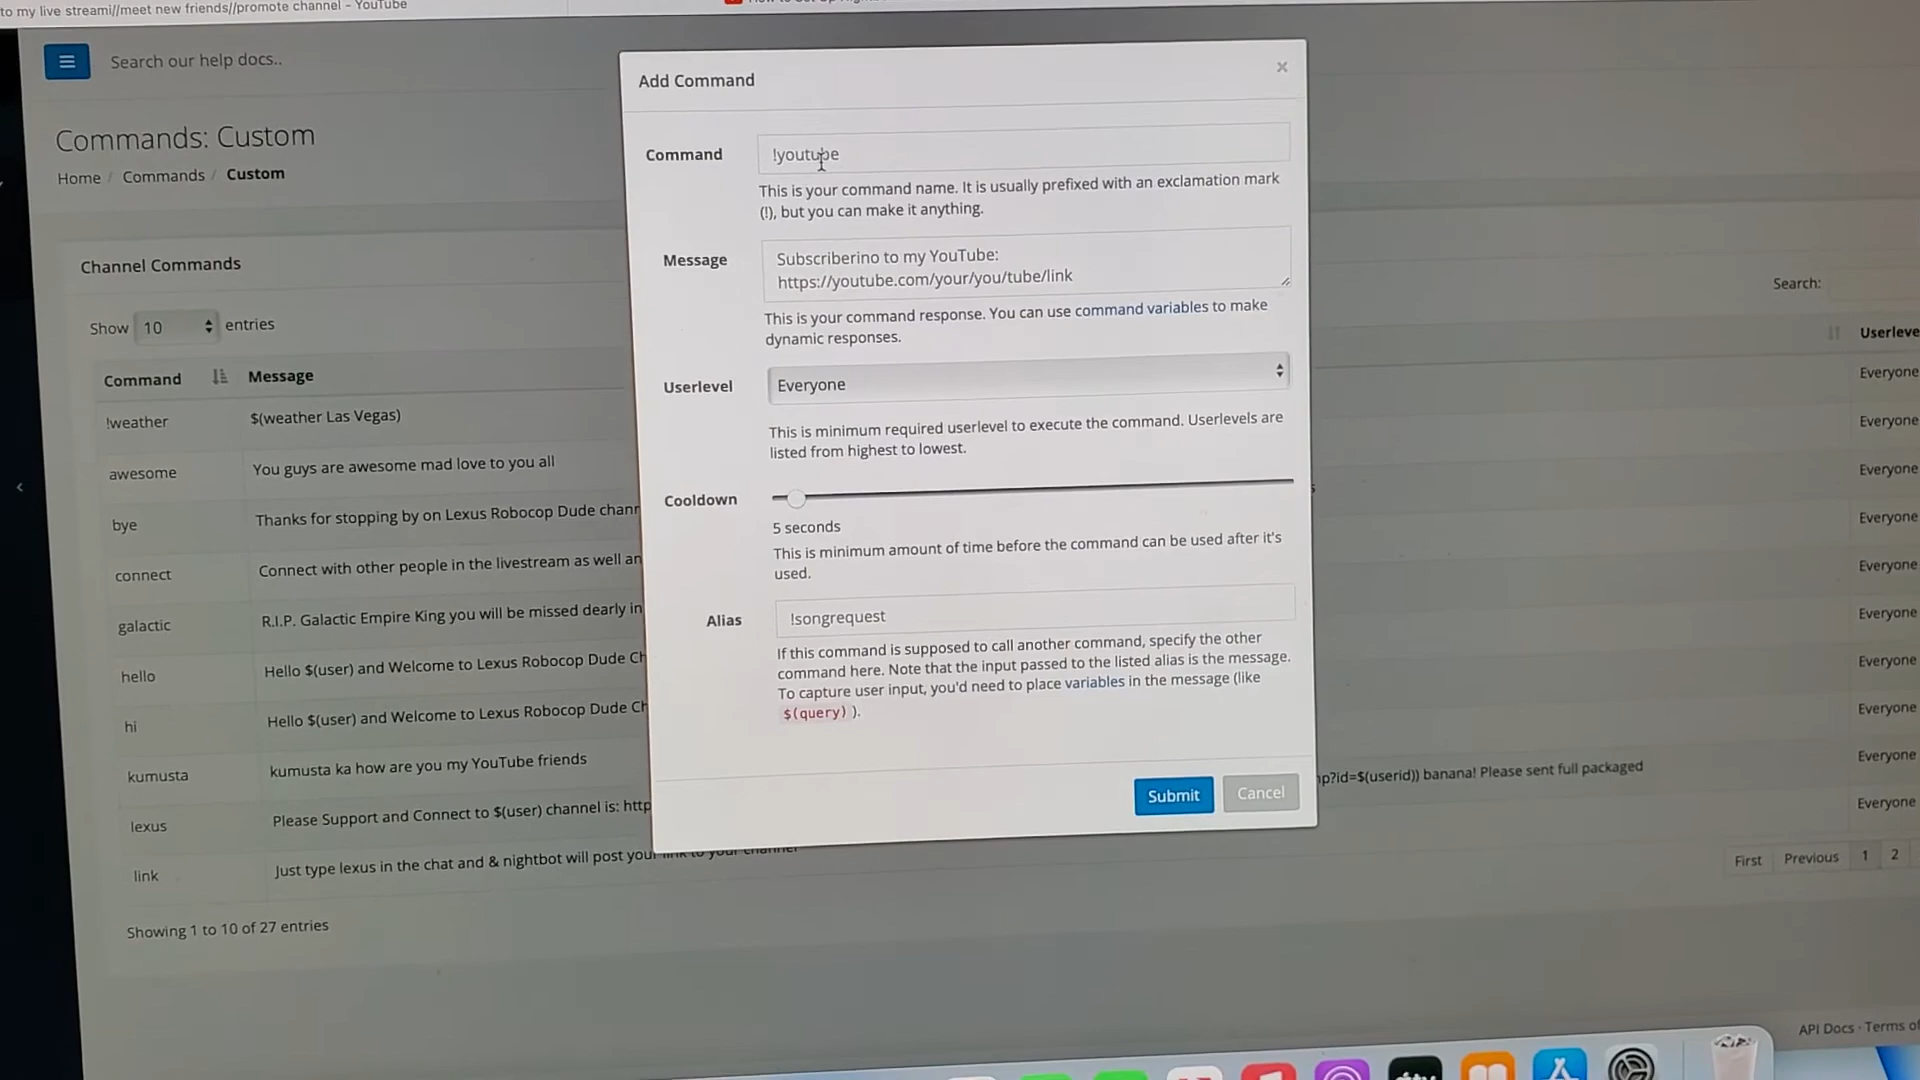 to my live streami//meet new friends//promote channel - YouTube
Search our help docs..
Commands: Custom
Home / Commands / Custom
Channel Commands
Show 10 entries
Search:
Command Message Userleve
!weather $(weather Las Vegas) Everyone
awesome You guys are awesome mad love to you all Everyone
bye Thanks for stopping by on Lexus Robocop Dude chanr Everyone
connect Connect with other people in the livestream as well an Everyone
galactic R.I.P. Galactic Empire King you will be missed dearly in Everyone
hello Hello $(user) and Welcome to Lexus Robocop Dude Ch Everyone
hi Hello $(user) and Welcome to Lexus Robocop Dude Ch Everyone
kumusta kumusta ka how are you my YouTube friends Everyone
lexus Please Support and Connect to $(user) channel is: http np?id=$(userid)) banana! Please sent full packaged Everyone
link Just type lexus in the chat and & nightbot will post your link to your channel Everyone
Showing 1 to 10 of 27 entries
First Previous 1 2
API Docs · Terms of
Add Command
×
Command !youtube
This is your command name. It is usually prefixed with an exclamation mark
(!), but you can make it anything.
Message Subscriberino to my YouTube:
https://youtube.com/your/you/tube/link
This is your command response. You can use command variables to make
dynamic responses.
Userlevel Everyone
This is minimum required userlevel to execute the command. Userlevels are
listed from highest to lowest.
Cooldown
5 seconds
This is minimum amount of time before the command can be used after it's
used.
Alias !songrequest
If this command is supposed to call another command, specify the other
command here. Note that the input passed to the listed alias is the message.
To capture user input, you'd need to place variables in the message (like
$(query) ).
Submit Cancel